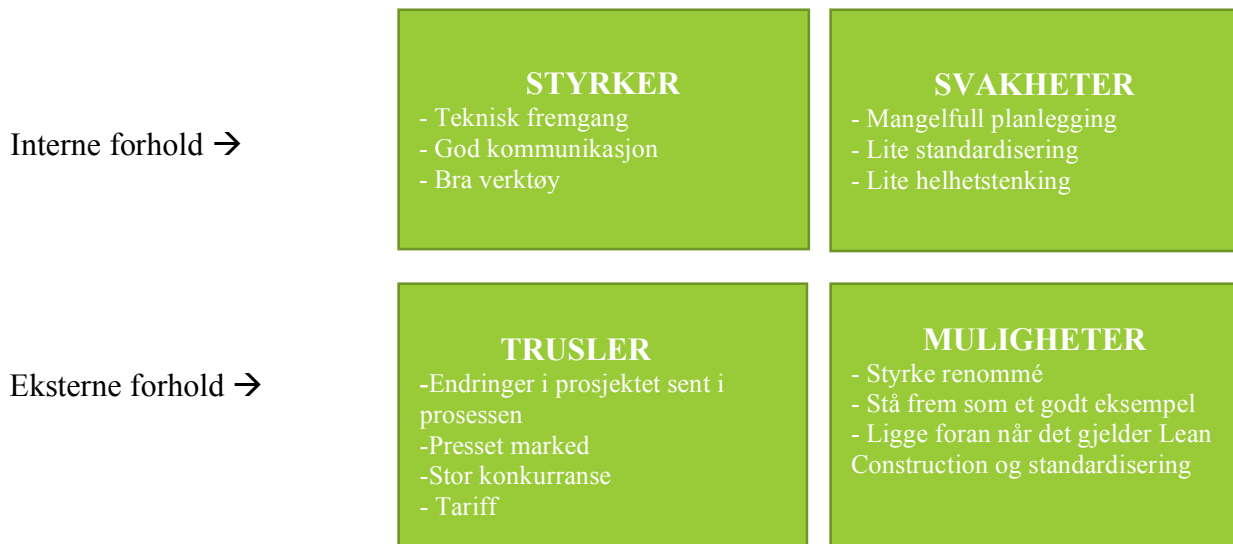 Interne forhold →
STYRKER
- Teknisk fremgang
- God kommunikasjon
- Bra verktøy
SVAKHETER
- Mangelfull planlegging
- Lite standardisering
- Lite helhetstenking
Eksterne forhold →
TRUSLER
-Endringer i prosjektet sent i
prosessen
-Presset marked
-Stor konkurranse
- Tariff
MULIGHETER
- Styrke renommé
- Stå frem som et godt eksempel
- Ligge foran når det gjelder Lean
Construction og standardisering